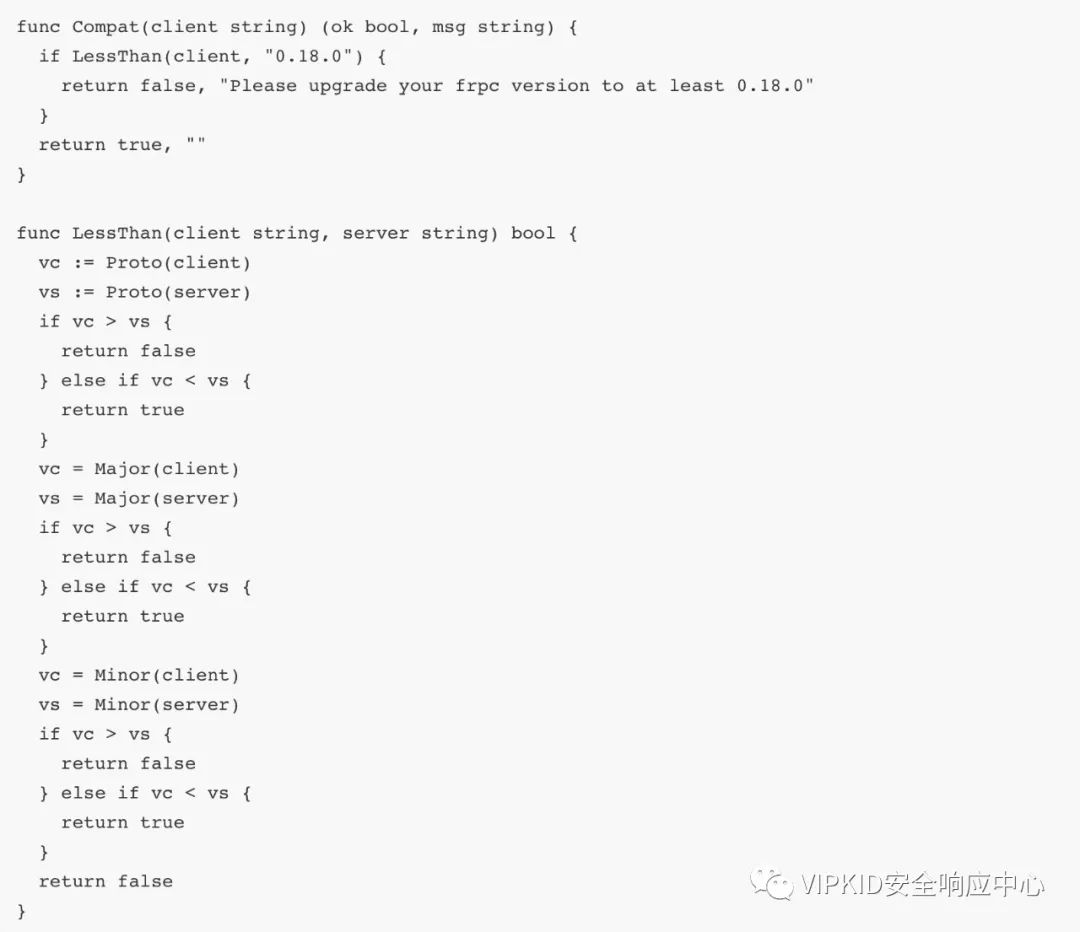 func Compat(client string) (ok bool, msg string) {
  if LessThan(client, "0.18.0") {
    return false, "Please upgrade your frpc version to at least 0.18.0"
  }
  return true, ""
}

func LessThan(client string, server string) bool {
  vc := Proto(client)
  vs := Proto(server)
  if vc > vs {
    return false
  } else if vc < vs {
    return true
  }
  vc = Major(client)
  vs = Major(server)
  if vc > vs {
    return false
  } else if vc < vs {
    return true
  }
  vc = Minor(client)
  vs = Minor(server)
  if vc > vs {
    return false
  } else if vc < vs {
    return true
  }
  return false
}
VIPKID安全响应中心